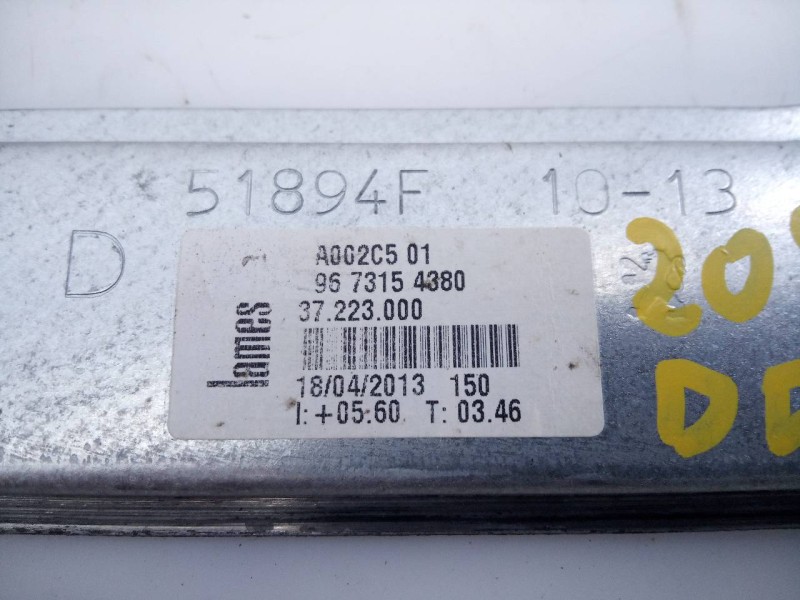 D 51894F 10-13
A002C5 01
96 7315 4380
37.223.000
lames
18/04/2013 150
I: +05.60 T: 03.46
DD